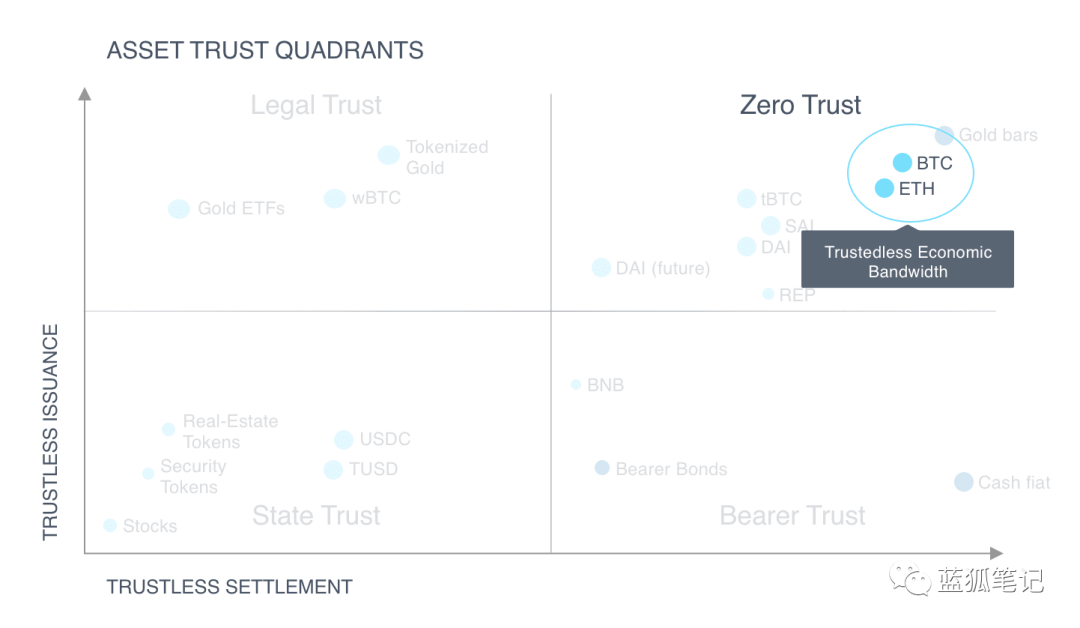 ASSET TRUST QUADRANTS
Legal Trust
Zero Trust
Tokenized
Gold
wBTC
Gold ETFs
Gold bars
BTC
ETH
tBTC
SAI
DAI
DAI (future)
REP
Trustedless Economic
Bandwidth
TRUSTLESS ISSUANCE
Real-Estate
Tokens
Security
Tokens
Stocks
USDC
TUSD
State Trust
BNB
Bearer Bonds
Cash fiat
Bearer Trust
TRUSTLESS SETTLEMENT
蓝狐笔记